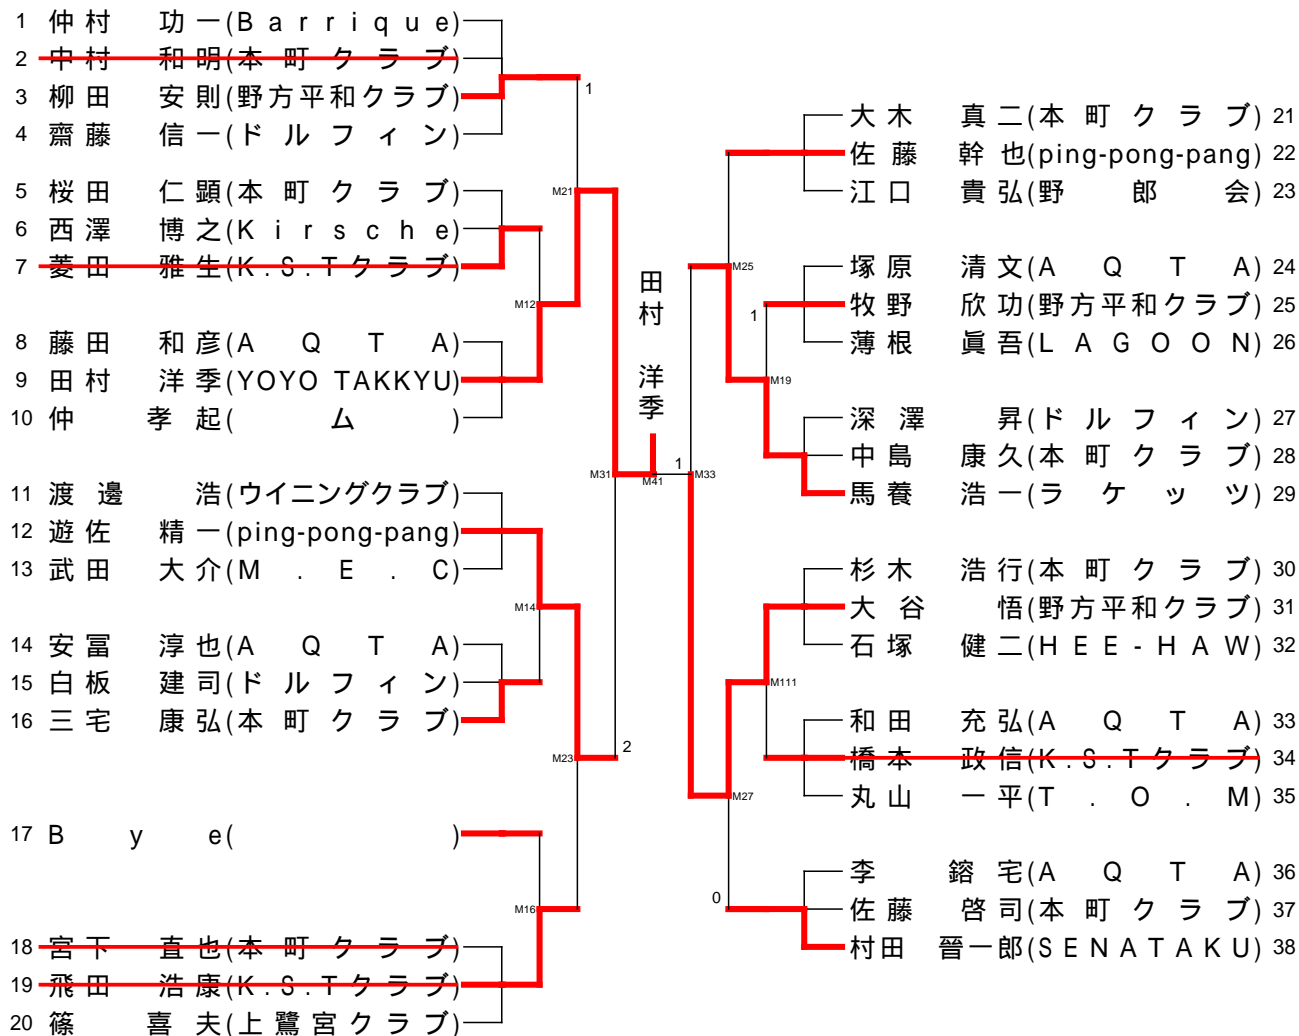 1 仲村 功一(Barrique)
2 中村 和明(本町クラブ)
3 柳田 安則(野方平和クラブ)
4 齋藤 信一(ドルフィン)
5 桜田 仁顕(本町クラブ)
6 西澤 博之(Kirsche)
7 菱田 雅生(K.S.Tクラブ)
8 藤田 和彦(AQTA)
9 田村 洋季(YOYO TAKKYU)
10 仲 孝起( ム )
11 渡邊 浩(ウイニングクラブ)
12 遊佐 精一(ping-pong-pang)
13 武田 大介(M.E.C)
14 安冨 淳也(AQTA)
15 白板 建司(ドルフィン)
16 三宅 康弘(本町クラブ)
17 Bye( )
18 宮下 直也(本町クラブ)
19 飛田 浩康(K.S.Tクラブ)
20 篠 喜夫(上鷺宮クラブ)
1
M21
M12
M31
M14
M23
2
M16
田村 洋季
M41
1
M33
M25
1
M19
M111
M27
0
大木 真二(本町クラブ) 21
佐藤 幹也(ping-pong-pang) 22
江口 貴弘(野郎会) 23
塚原 清文(AQTA) 24
牧野 欣功(野方平和クラブ) 25
薄根 眞吾(LAGOON) 26
深澤 昇(ドルフィン) 27
中島 康久(本町クラブ) 28
馬養 浩一(ラケッツ) 29
杉木 浩行(本町クラブ) 30
大谷 悟(野方平和クラブ) 31
石塚 健二(HEE-HAW) 32
和田 充弘(AQTA) 33
橋本 政信(K.S.Tクラブ) 34
丸山 一平(T.O.M) 35
李 鎔宅(AQTA) 36
佐藤 啓司(本町クラブ) 37
村田 晉一郎(SENATAKU) 38